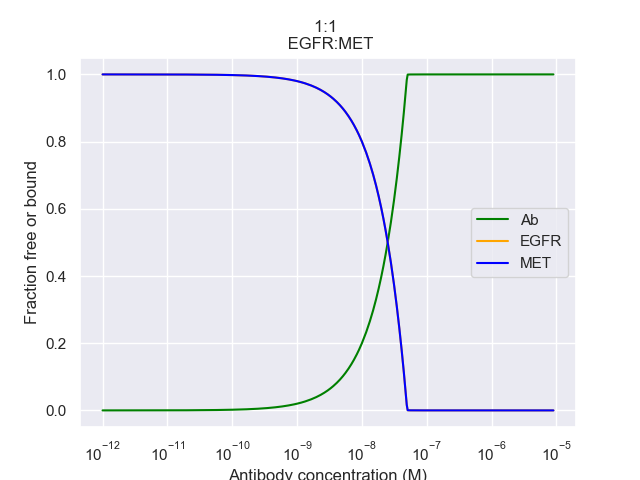 1:1
EGFR:MET
Fraction free or bound
1.0
0.8
0.6
0.4
0.2
0.0
Ab
EGFR
MET
10⁻¹²
10⁻¹¹
10⁻¹⁰
10⁻⁹
10⁻⁸
10⁻⁷
10⁻⁶
10⁻⁵
Antibody concentration (M)